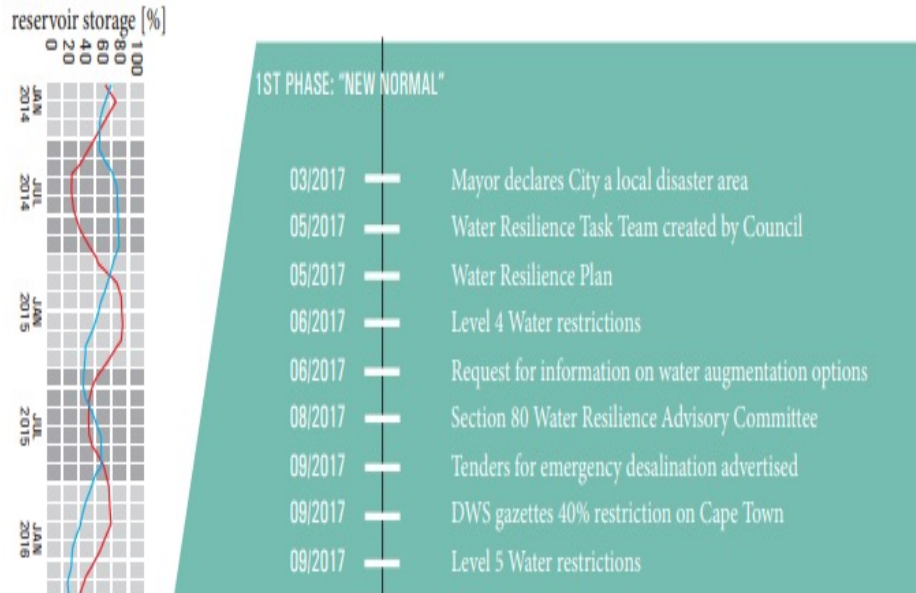 reservoir storage [%]
0 20 40 60 80 100
JAN 2014
JUL 2014
JAN 2015
JUL 2015
JAN 2016
1ST PHASE: “NEW NORMAL”
03/2017 Mayor declares City a local disaster area
05/2017 Water Resilience Task Team created by Council
05/2017 Water Resilience Plan
06/2017 Level 4 Water restrictions
06/2017 Request for information on water augmentation options
08/2017 Section 80 Water Resilience Advisory Committee
09/2017 Tenders for emergency desalination advertised
09/2017 DWS gazettes 40% restriction on Cape Town
09/2017 Level 5 Water restrictions